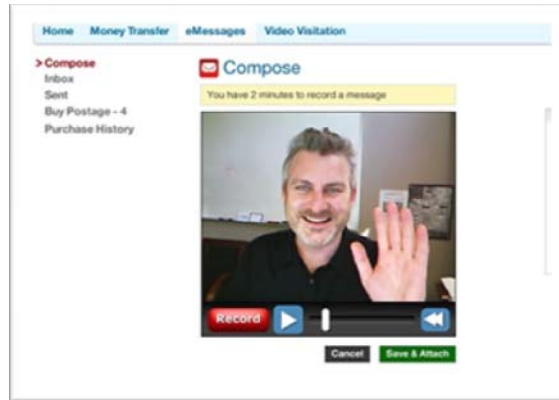 Home Money Transfer eMessages Video Visitation
> Compose
Inbox
Sent
Buy Postage - 4
Purchase History
Compose
You have 2 minutes to record a message
Record
Cancel Save & Attach